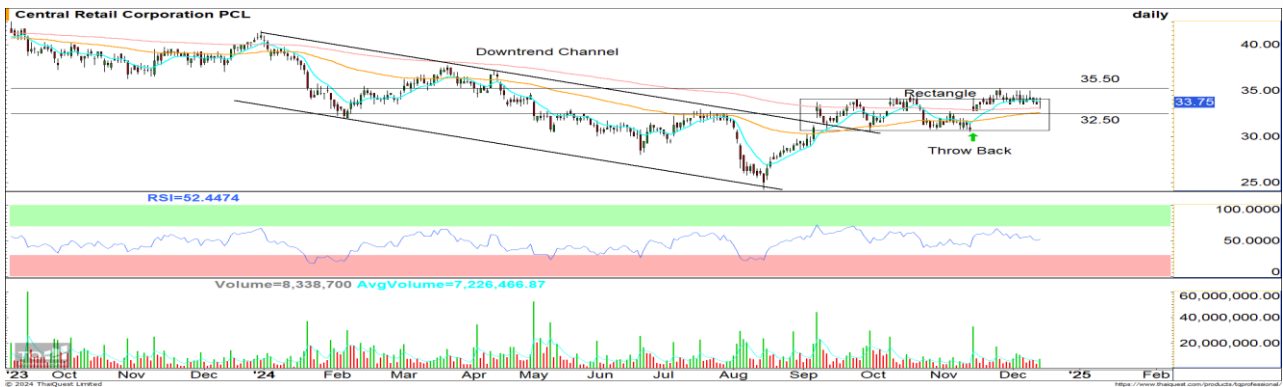 Central Retail Corporation PCL daily
Downtrend Channel
40.00
35.50
35.00
Rectangle
33.75
32.50
30.00
Throw Back
25.00
RSI=52.4474
100.0000
50.0000
0
Volume=8,338,700 AvgVolume=7,226,466.87
60,000,000.00
40,000,000.00
20,000,000.00
'23 Oct Nov Dec '24 Feb Mar Apr May Jun Jul Aug Sep Oct Nov Dec '25 Feb
© 2024 ThaiQuest Limited https://www.thaiquest.com/products/tqprofessional